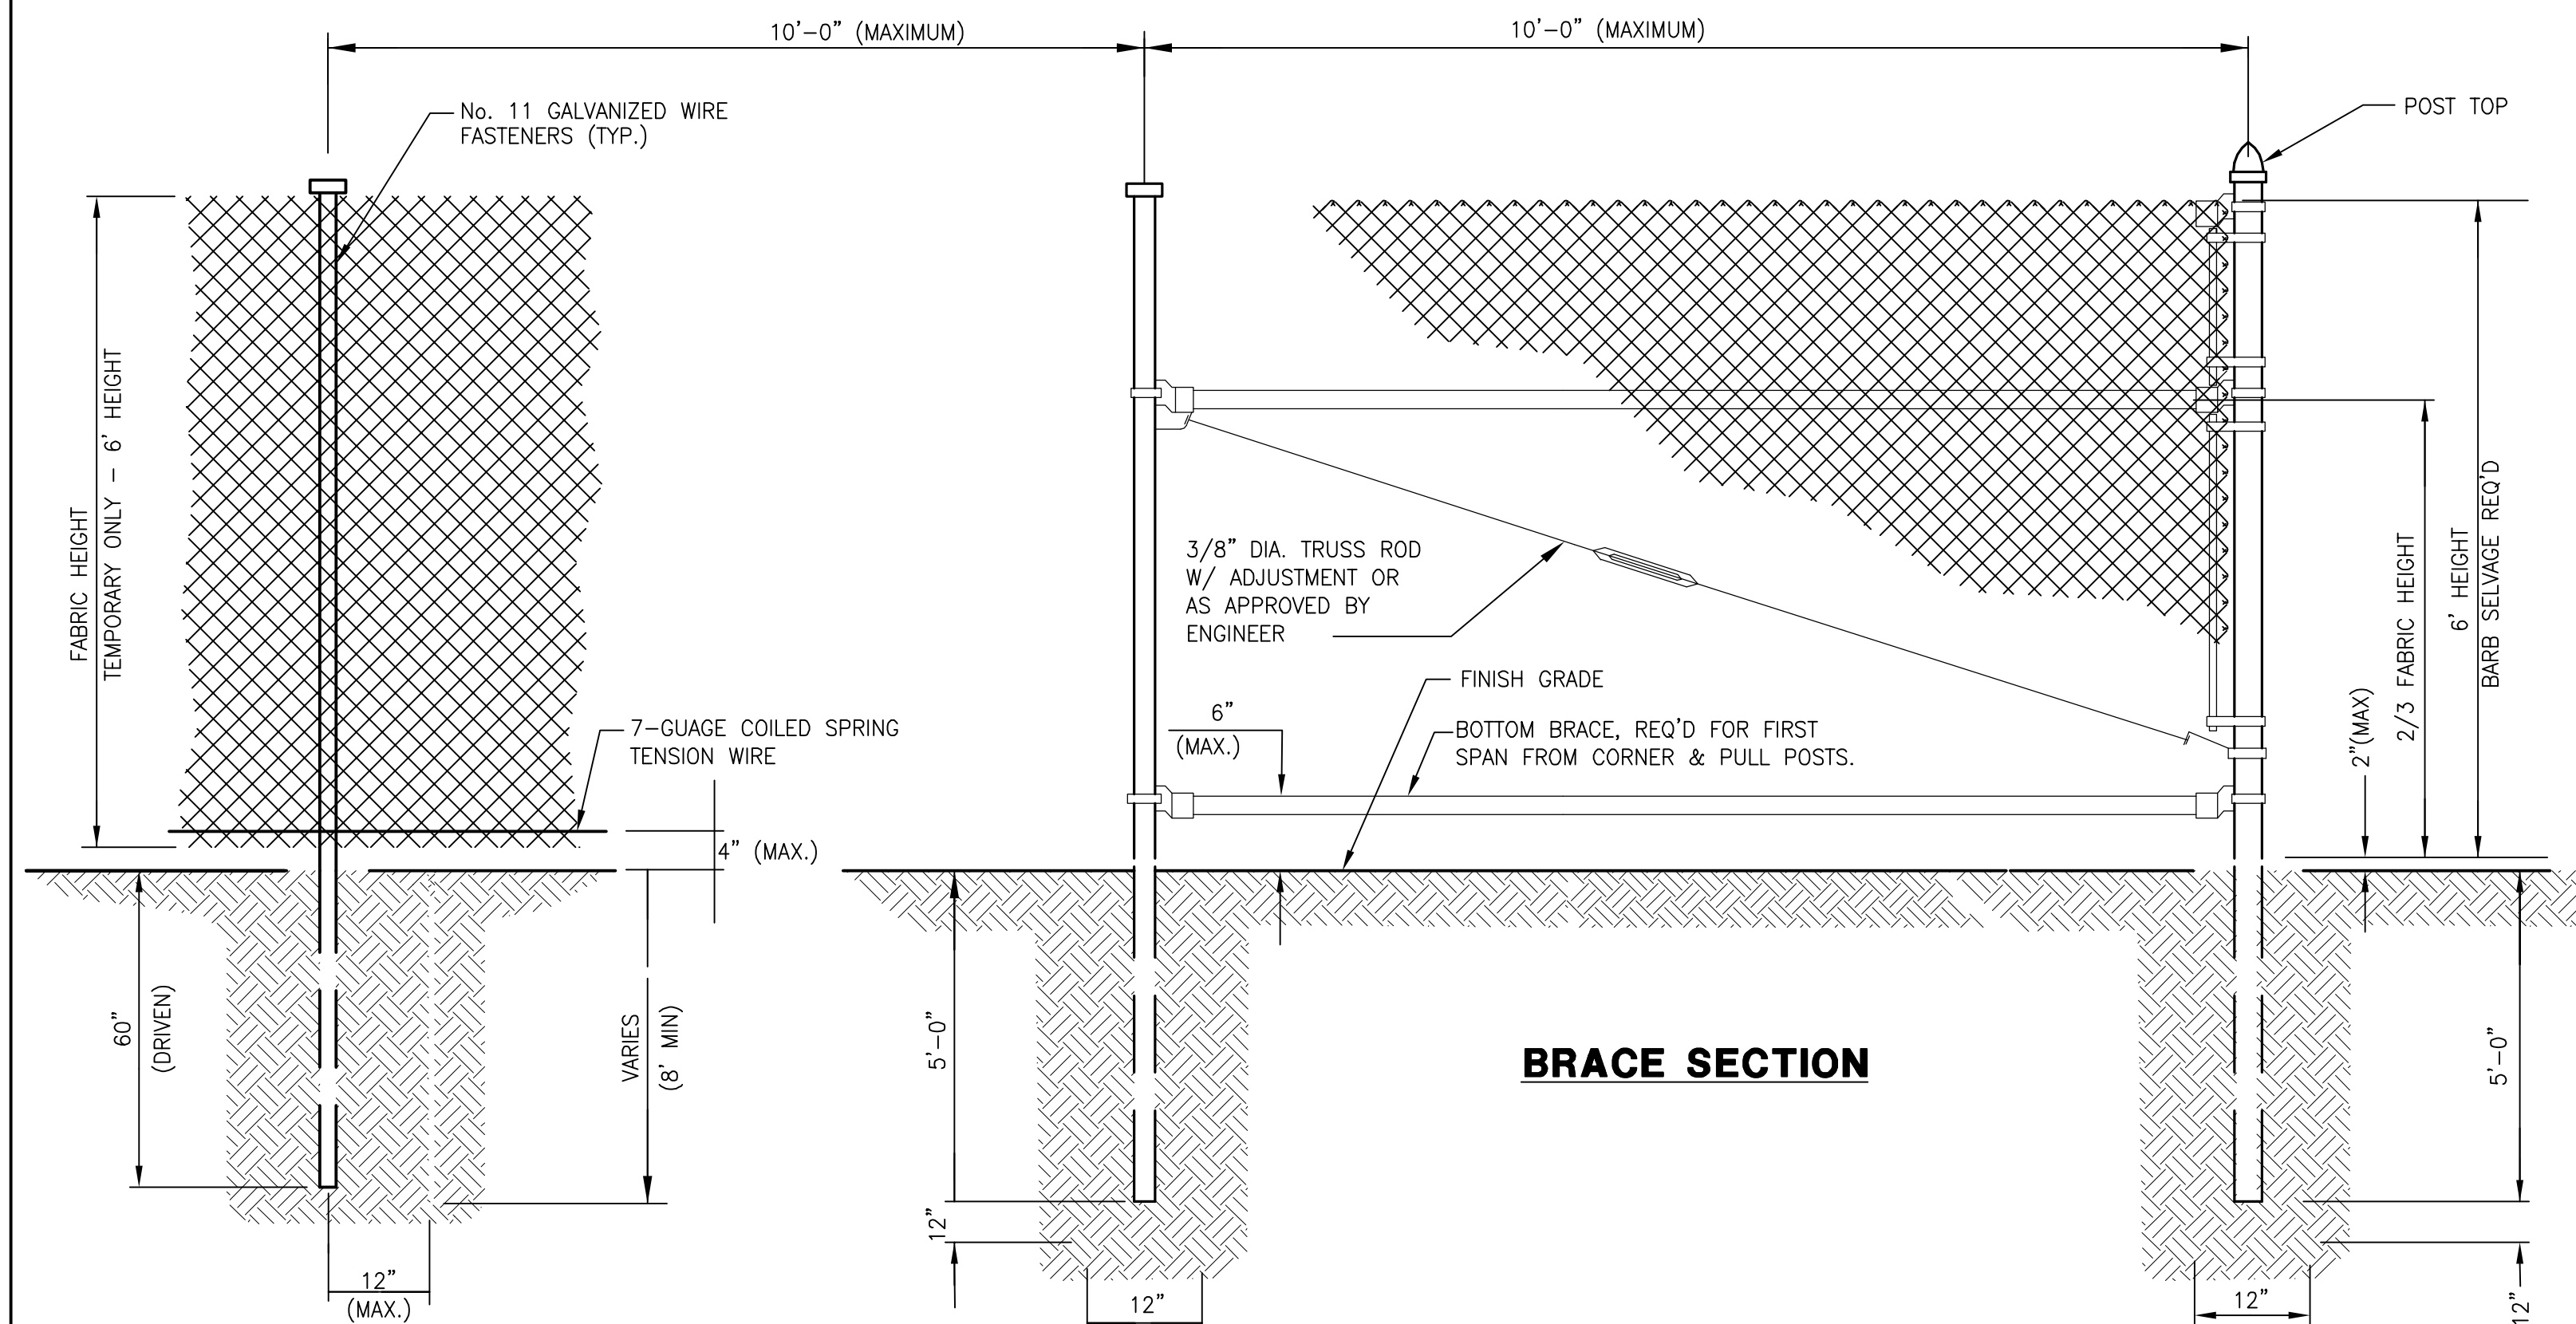 10'-0" (MAXIMUM)
10'-0" (MAXIMUM)
No. 11 GALVANIZED WIRE
FASTENERS (TYP.)
POST TOP
FABRIC HEIGHT
TEMPORARY ONLY - 6' HEIGHT
3/8" DIA. TRUSS ROD
W/ ADJUSTMENT OR
AS APPROVED BY
ENGINEER
FINISH GRADE
6"
(MAX.)
BOTTOM BRACE, REQ'D FOR FIRST
SPAN FROM CORNER & PULL POSTS.
7-GUAGE COILED SPRING
TENSION WIRE
4" (MAX.)
2"(MAX)
2/3 FABRIC HEIGHT
6' HEIGHT
BARB SELVAGE REQ'D
60"
(DRIVEN)
VARIES
(8' MIN)
5'-0"
BRACE SECTION
5'-0"
12"
12"
(MAX.)
12"
12"
12"